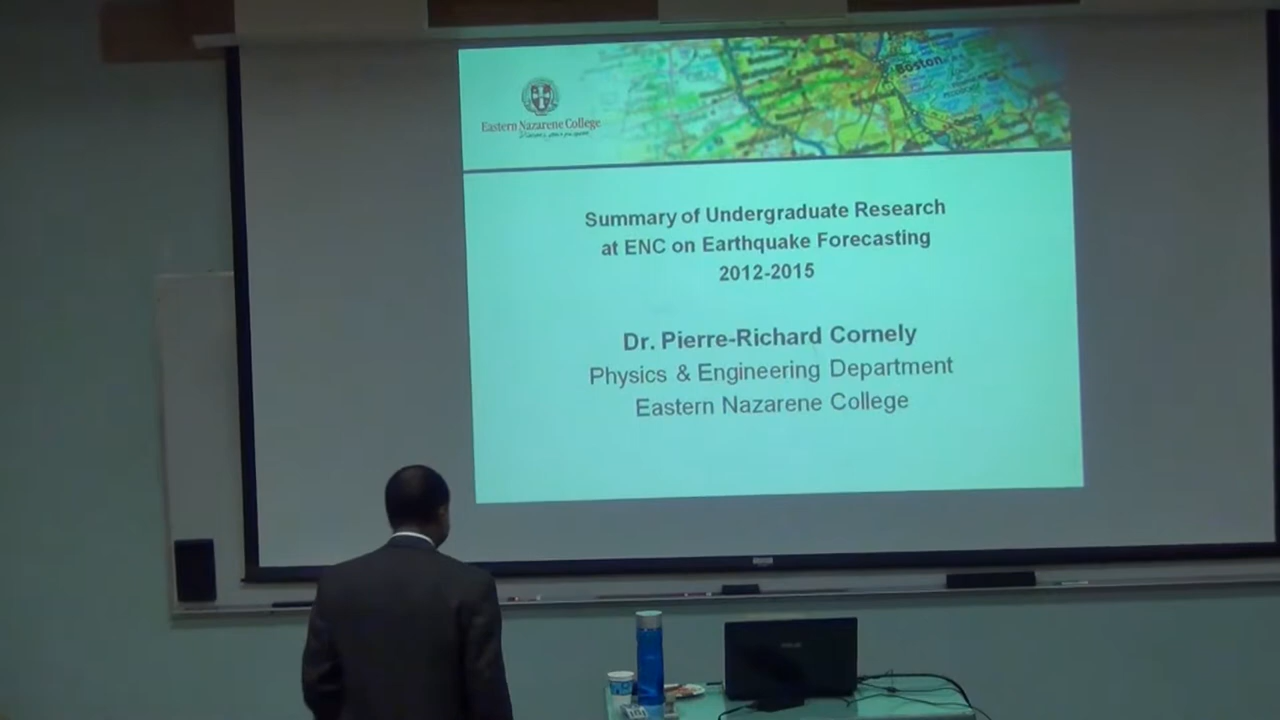 Boston
Eastern Nazarene College
Summary of Undergraduate Research
at ENC on Earthquake Forecasting
2012-2015
Dr. Pierre-Richard Cornely
Physics & Engineering Department
Eastern Nazarene College